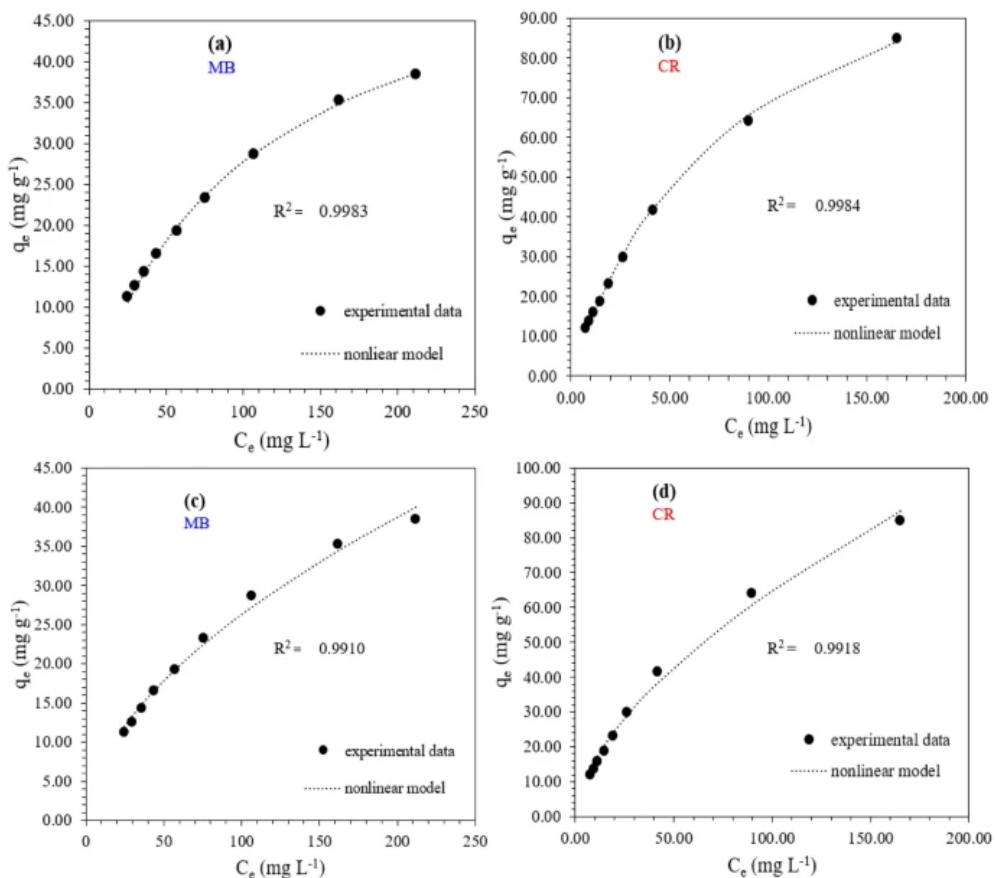 (a)
MB
45.00
40.00
35.00
30.00
25.00
20.00
15.00
10.00
5.00
0.00
qₑ (mg g⁻¹)
R² = 0.9983
experimental data
nonliear model
0 50 100 150 200 250
Cₑ (mg L⁻¹)
(b)
CR
90.00
80.00
70.00
60.00
50.00
40.00
30.00
20.00
10.00
0.00
qₑ (mg g⁻¹)
R² = 0.9984
experimental data
nonlinear model
0.00 50.00 100.00 150.00 200.00
Cₑ (mg L⁻¹)
(c)
MB
45.00
40.00
35.00
30.00
25.00
20.00
15.00
10.00
5.00
0.00
qₑ (mg g⁻¹)
R² = 0.9910
experimental data
nonlinear model
0 50 100 150 200 250
Cₑ (mg L⁻¹)
(d)
CR
100.00
90.00
80.00
70.00
60.00
50.00
40.00
30.00
20.00
10.00
0.00
qₑ (mg g⁻¹)
R² = 0.9918
experimental data
nonlinear model
0.00 50.00 100.00 150.00 200.00
Cₑ (mg L⁻¹)